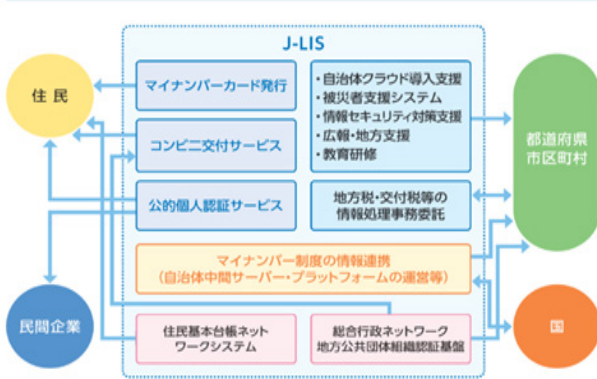 J-LIS
住民
マイナンバーカード発行
コンビニ交付サービス
公的個人認証サービス
・自治体クラウド導入支援
・被災者支援システム
・情報セキュリティ対策支援
・広報・地方支援
・教育研修
地方税・交付税等の
情報処理事務委託
都道府県
市区町村
マイナンバー制度の情報連携
(自治体中間サーバー・プラットフォームの運営等)
民間企業
住民基本台帳ネット
ワークシステム
総合行政ネットワーク
地方公共団体組織認証基盤
国